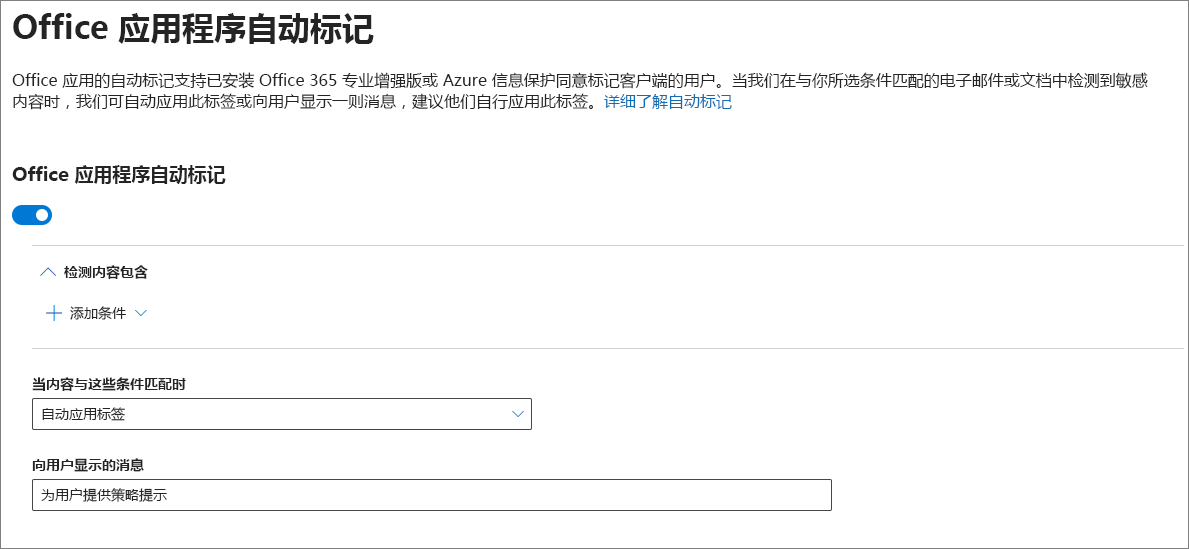 Office 应用程序自动标记
Office 应用的自动标记支持已安装 Office 365 专业增强版或 Azure 信息保护同意标记客户端的用户。当我们在与你所选条件匹配的电子邮件或文档中检测到敏感
内容时，我们可自动应用此标签或向用户显示一则消息，建议他们自行应用此标签。详细了解自动标记
Office 应用程序自动标记
检测内容包含
添加条件
当内容与这些条件匹配时
自动应用标签
向用户显示的消息
为用户提供策略提示